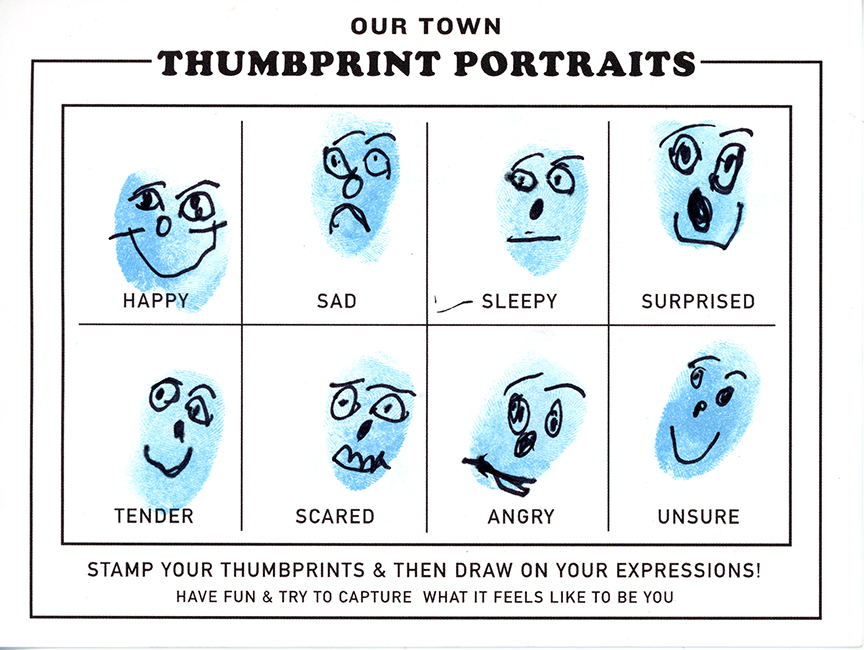 OUR TOWN
THUMBPRINT PORTRAITS
HAPPY
SAD
SLEEPY
SURPRISED
TENDER
SCARED
ANGRY
UNSURE
STAMP YOUR THUMBPRINTS & THEN DRAW ON YOUR EXPRESSIONS!
HAVE FUN & TRY TO CAPTURE WHAT IT FEELS LIKE TO BE YOU